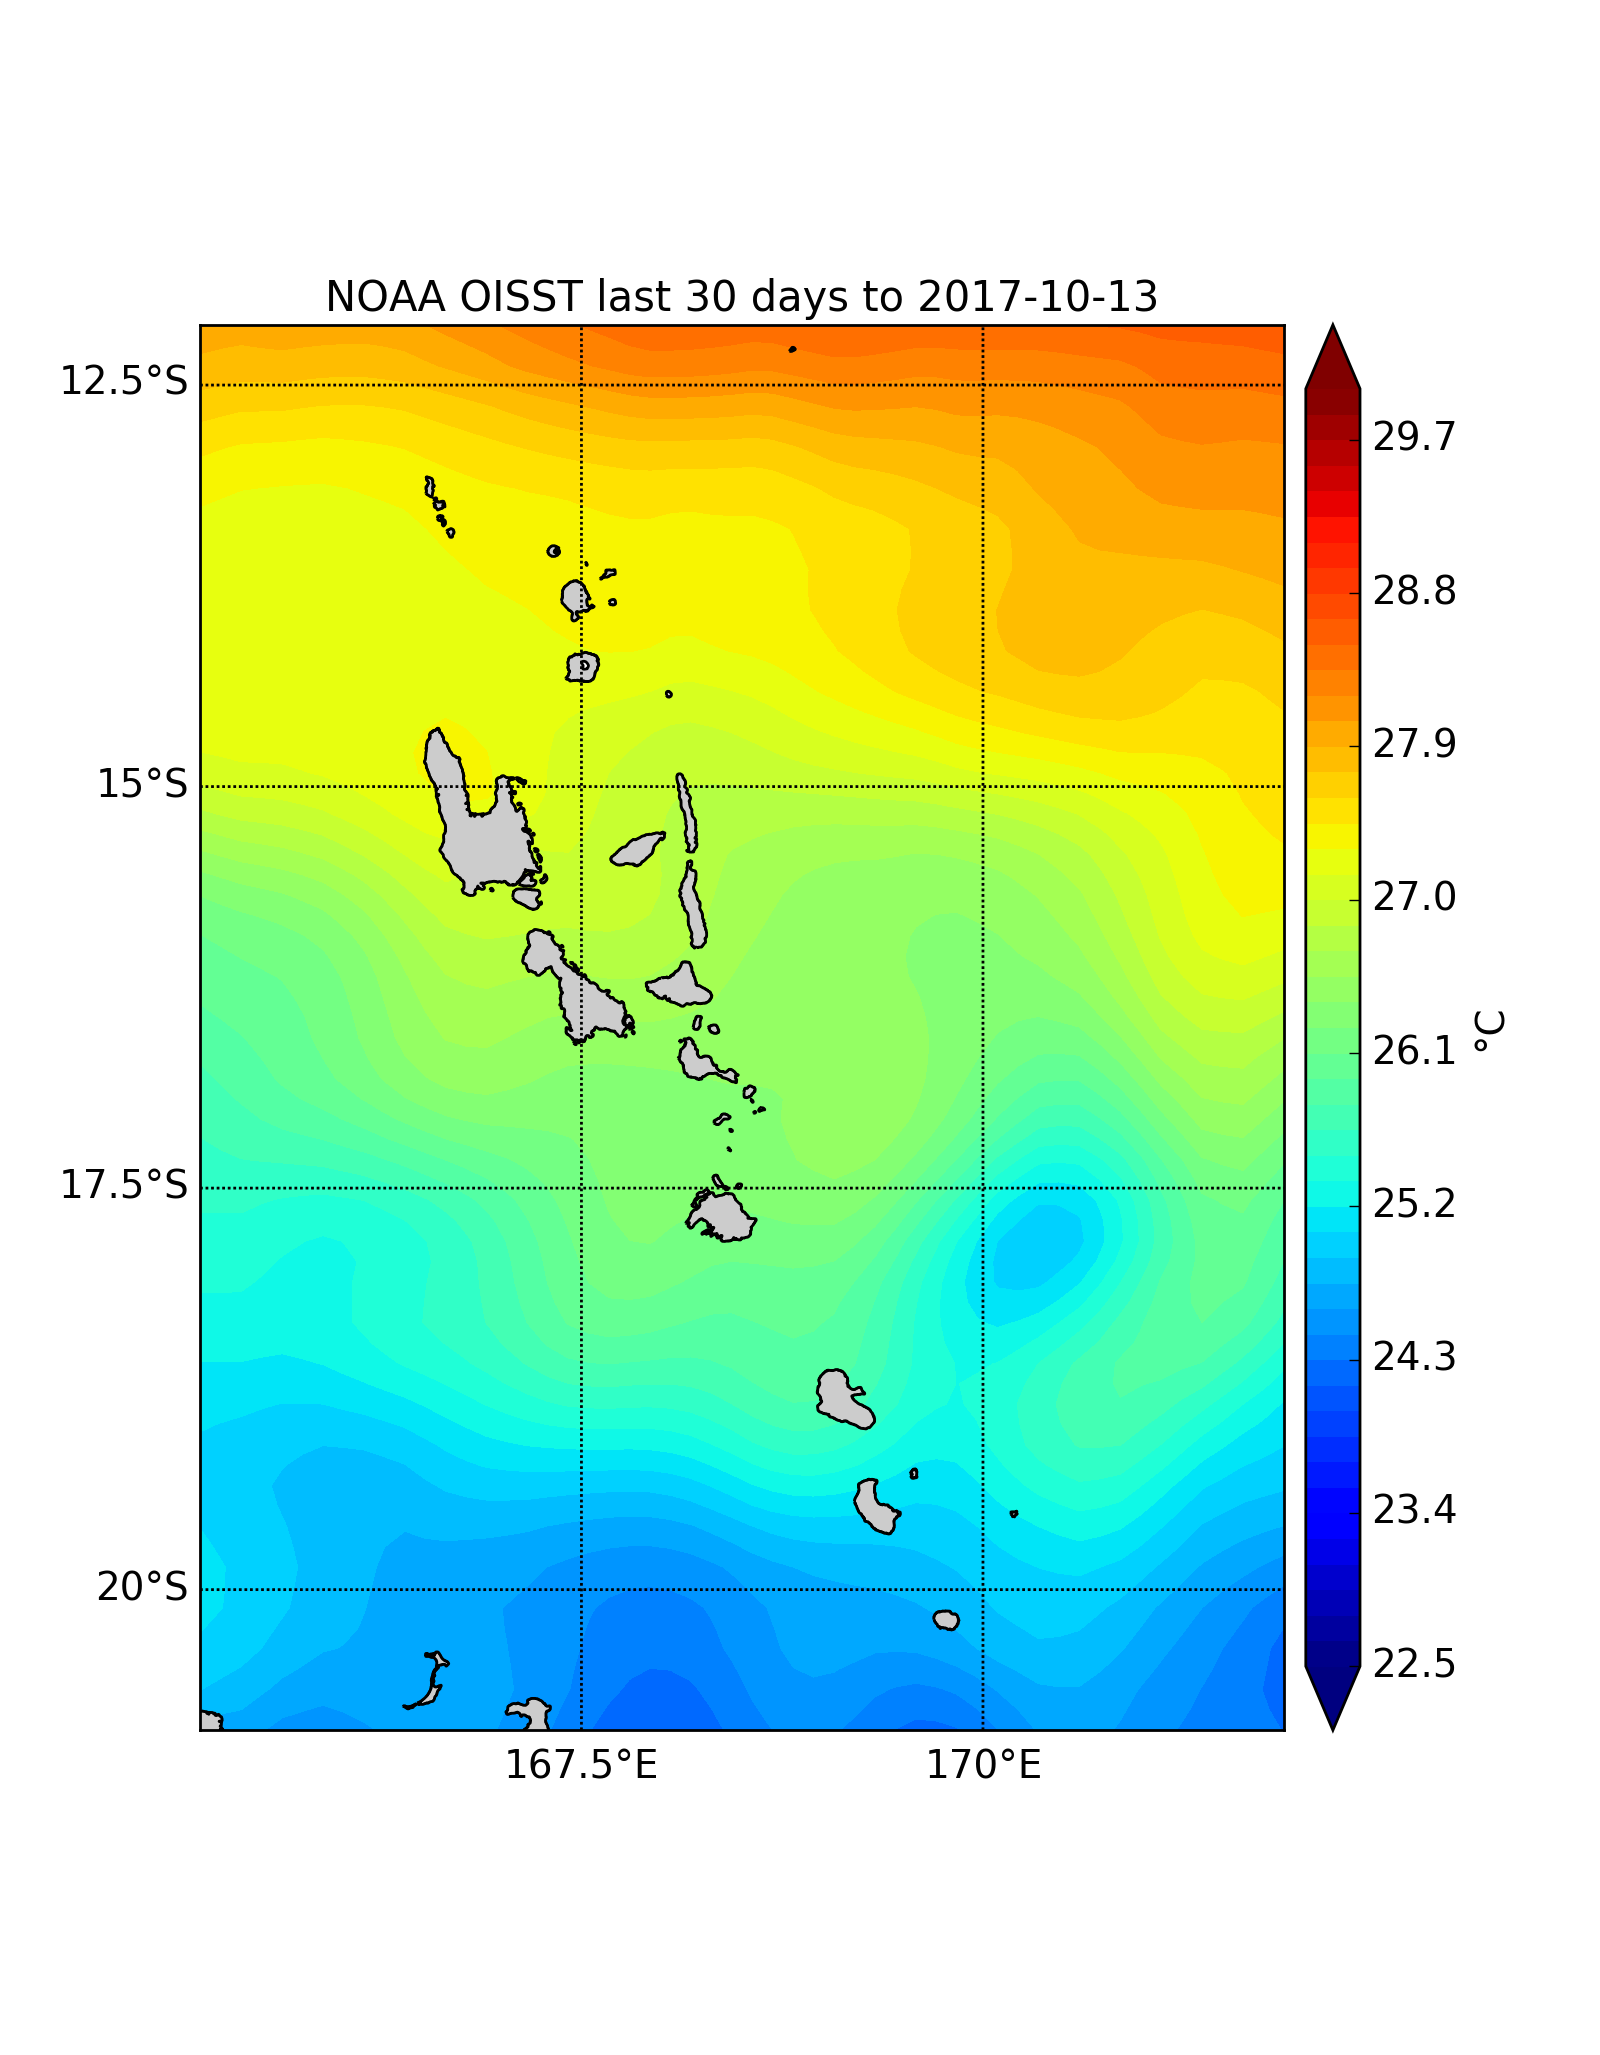 NOAA OISST last 30 days to 2017-10-13
12.5°S
15°S
17.5°S
20°S
167.5°E
170°E
29.7
28.8
27.9
27.0
26.1
25.2
24.3
23.4
22.5
°C